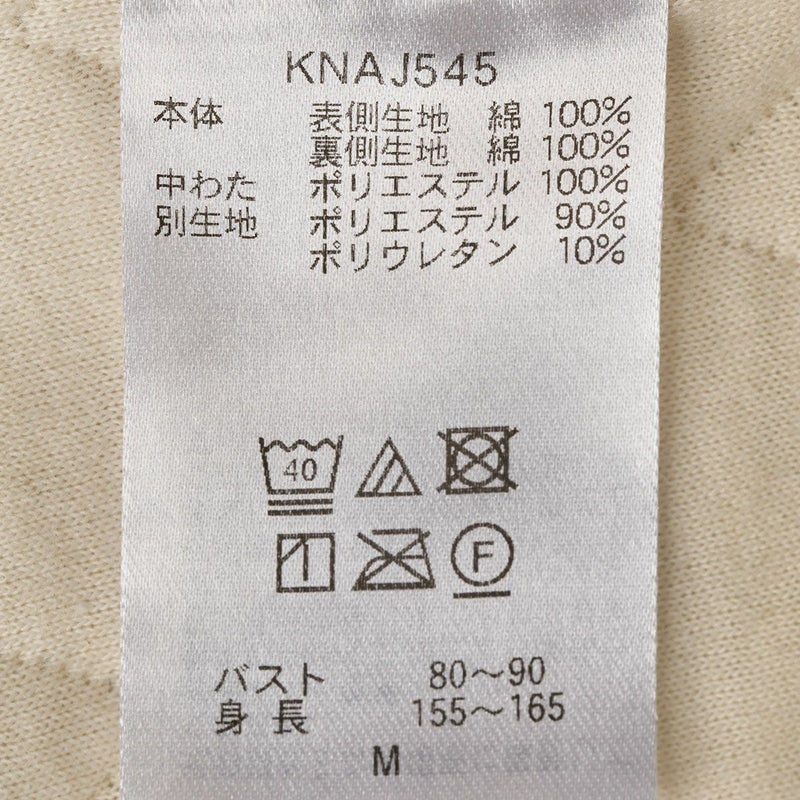 KNAJ545
本体 表側生地 綿 100%
裏側生地 綿 100%
中わた ポリエステル 100%
別生地 ポリエステル 90%
ポリウレタン 10%
40
F
バスト 80〜90
身長 155〜165
M